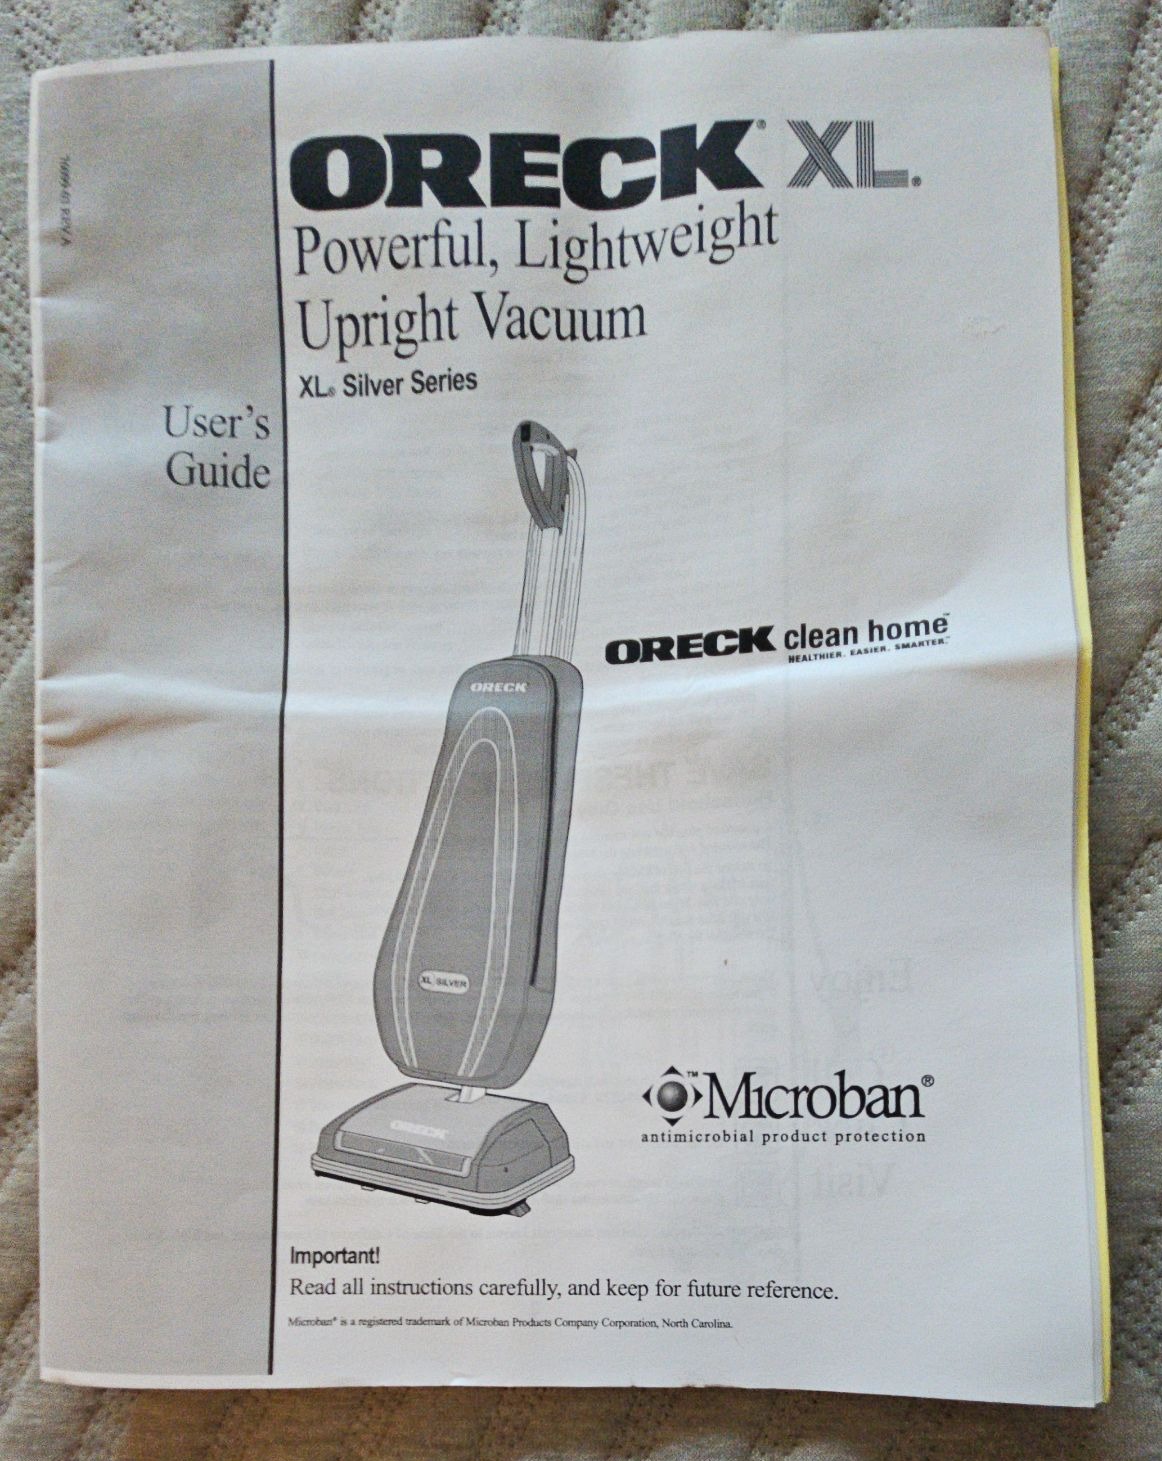 ORECK® XL®
Powerful, Lightweight
Upright Vacuum
XL® Silver Series
User's
Guide
ORECK clean home™
HEALTHIER. EASIER. SMARTER.™
ORECK
XL SILVER
ORECK
™Microban®
antimicrobial product protection
Important!
Read all instructions carefully, and keep for future reference.
Microban® is a registered trademark of Microban Products Company Corporation, North Carolina.